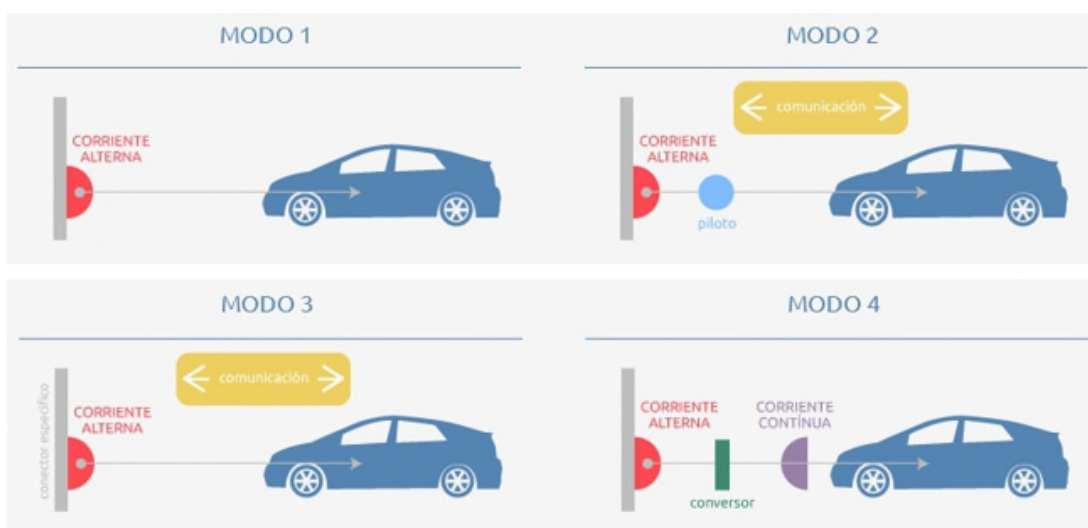 MODO 1
CORRIENTE
ALTERNA
MODO 2
comunicación
CORRIENTE
ALTERNA
piloto
MODO 3
comunicación
conector específico
CORRIENTE
ALTERNA
MODO 4
CORRIENTE
ALTERNA
CORRIENTE
CONTÍNUA
conversor